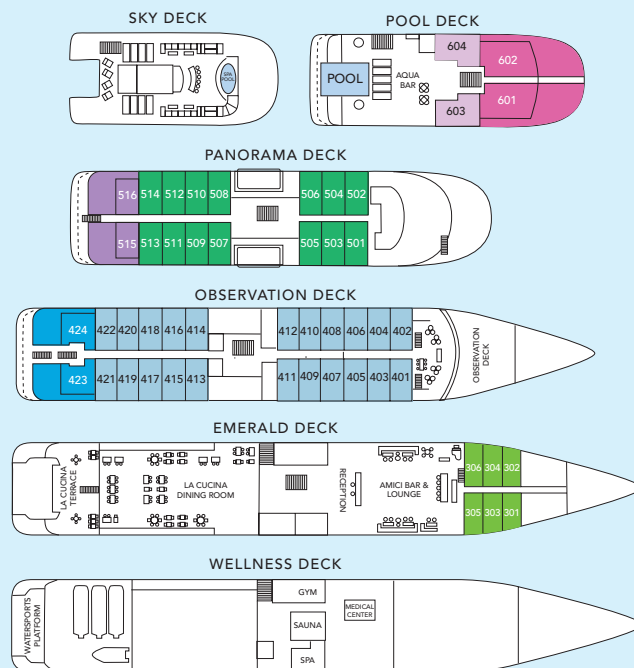 SKY DECK
SPA
POOL
POOL DECK
604
602
POOL
AQUA
BAR
603
601
PANORAMA DECK
516 514 512 510 508
506 504 502
515 513 511 509 507
505 503 501
OBSERVATION DECK
424 422 420 418 416 414
412 410 408 406 404 402
423 421 419 417 415 413
411 409 407 405 403 401
OBSERVATION
DECK
EMERALD DECK
LA CUCINA
TERRACE
LA CUCINA
DINING ROOM
RECEPTION
AMICI BAR &
LOUNGE
306 304 302
305 303 301
WELLNESS DECK
WATERSPORTS
PLATFORM
GYM
SAUNA
SPA
MEDICAL
CENTER